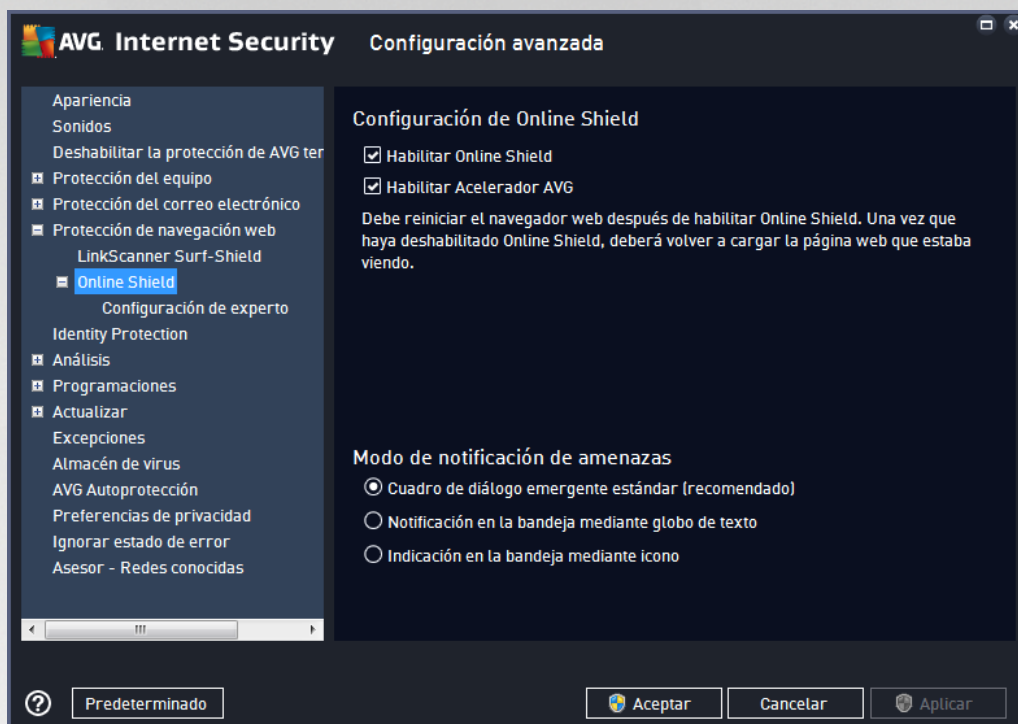 AVG. Internet Security
Configuración avanzada
Apariencia
Sonidos
Deshabilitar la protección de AVG ter
Protección del equipo
Protección del correo electrónico
Protección de navegación web
LinkScanner Surf-Shield
Online Shield
Configuración de experto
Identity Protection
Análisis
Programaciones
Actualizar
Excepciones
Almacén de virus
AVG Autoprotección
Preferencias de privacidad
Ignorar estado de error
Asesor - Redes conocidas
Configuración de Online Shield
Habilitar Online Shield
Habilitar Acelerador AVG
Debe reiniciar el navegador web después de habilitar Online Shield. Una vez que
haya deshabilitado Online Shield, deberá volver a cargar la página web que estaba
viendo.
Modo de notificación de amenazas
Cuadro de diálogo emergente estándar (recomendado)
Notificación en la bandeja mediante globo de texto
Indicación en la bandeja mediante icono
?
Predeterminado
Aceptar
Cancelar
Aplicar